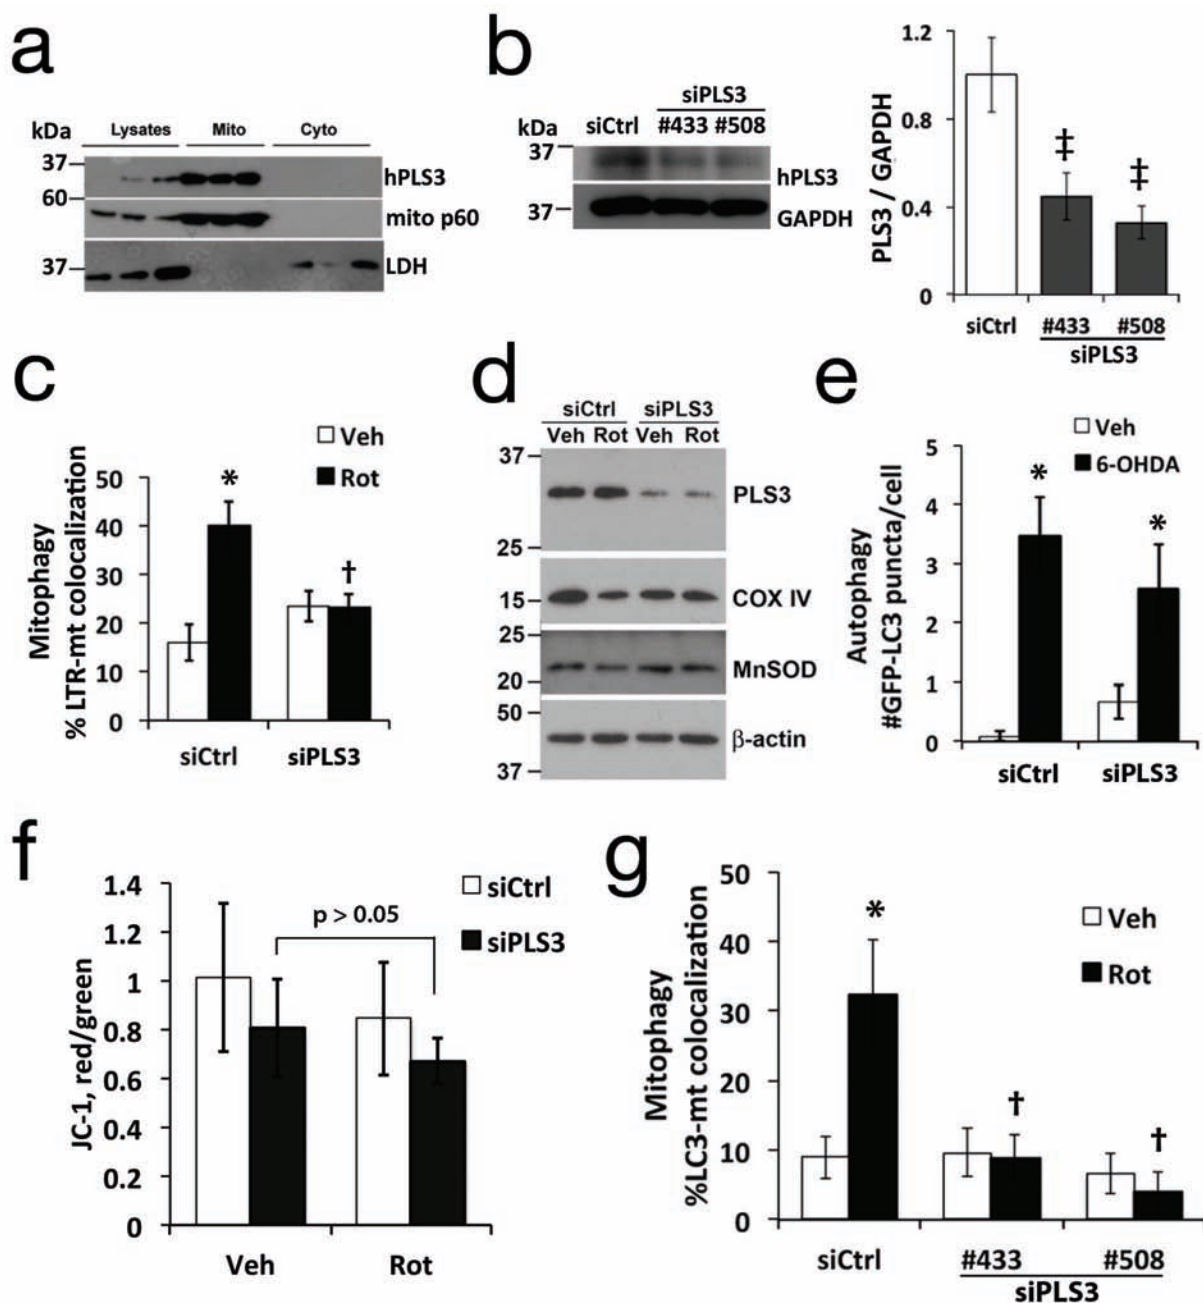 a
kDa Lysates Mito Cyto
37
hPLS3
60
mito p60
37
LDH
b
siPLS3
kDa siCtrl #433 #508
37
hPLS3
37
GAPDH
PLS3 / GAPDH
1.2
0.8
0.4
0
‡
‡
siCtrl #433 #508
siPLS3
c
Veh
Rot
Mitophagy
% LTR-mt colocalization
50
40
30
20
10
0
*
†
siCtrl siPLS3
d
siCtrl siPLS3
Veh Rot Veh Rot
37
PLS3
25
15
COX IV
25
MnSOD
20
50
β-actin
37
e
Veh
6-OHDA
Autophagy
#GFP-LC3 puncta/cell
5
4
3
2
1
0
*
*
siCtrl siPLS3
f
JC-1, red/green
1.4
1.2
1
0.8
0.6
0.4
0.2
0
siCtrl
siPLS3
p > 0.05
Veh Rot
g
Mitophagy
%LC3-mt colocalization
50
40
30
20
10
0
Veh
Rot
*
†
†
siCtrl #433 #508
siPLS3